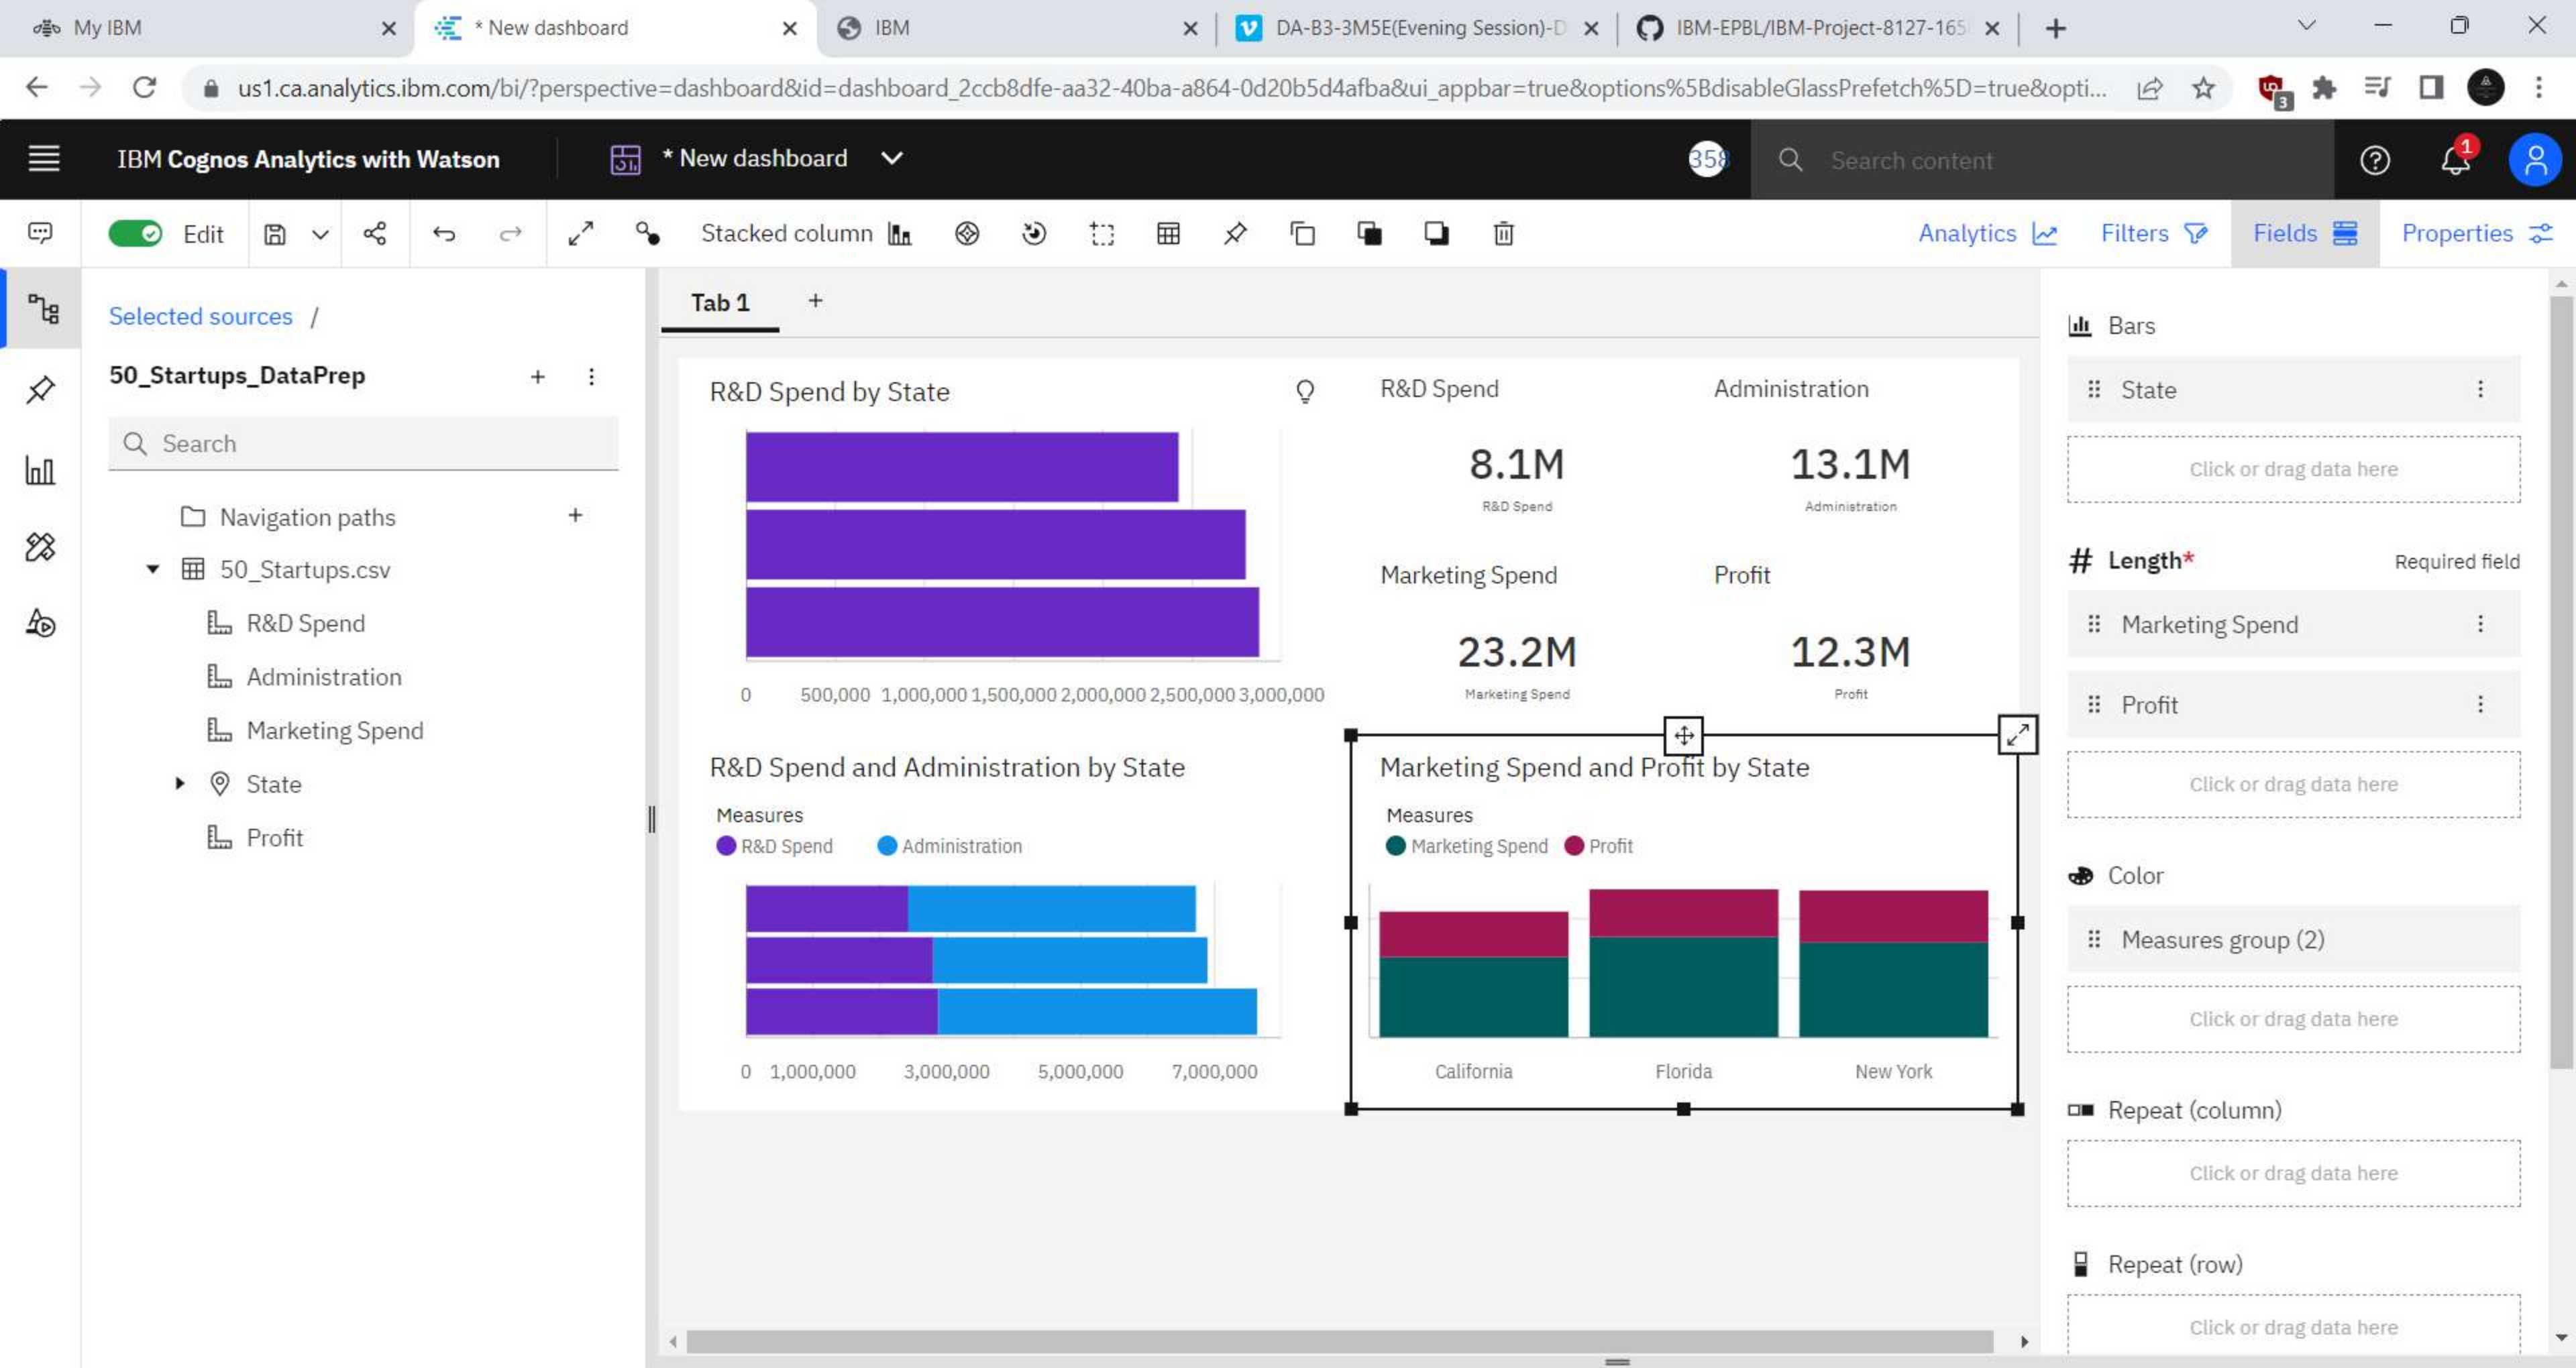 My IBM
* New dashboard
IBM
DA-B3-3M5E(Evening Session)-D
IBM-EPBL/IBM-Project-8127-165
us1.ca.analytics.ibm.com/bi/?perspective=dashboard&id=dashboard_2ccb8dfe-aa32-40ba-a864-0d20b5d4afba&ui_appbar=true&options%5BdisableGlassPrefetch%5D=true&opti...
3
IBM Cognos Analytics with Watson
* New dashboard
358
Search content
1
Edit
Stacked column
Analytics
Filters
Fields
Properties
Selected sources /
50_Startups_DataPrep
Search
Navigation paths
50_Startups.csv
R&D Spend
Administration
Marketing Spend
State
Profit
Tab 1
R&D Spend by State
0 500,000 1,000,000 1,500,000 2,000,000 2,500,000 3,000,000
R&D Spend
8.1M
R&D Spend
Administration
13.1M
Administration
Marketing Spend
23.2M
Marketing Spend
Profit
12.3M
Profit
R&D Spend and Administration by State
Measures
R&D Spend Administration
0 1,000,000 3,000,000 5,000,000 7,000,000
Marketing Spend and Profit by State
Measures
Marketing Spend Profit
California Florida New York
Bars
State
Click or drag data here
Length* Required field
Marketing Spend
Profit
Click or drag data here
Color
Measures group (2)
Click or drag data here
Repeat (column)
Click or drag data here
Repeat (row)
Click or drag data here